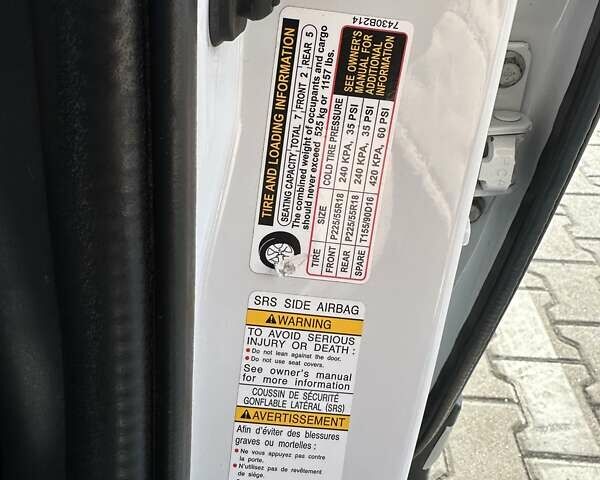 TIRE AND LOADING INFORMATION
SEATING CAPACITY TOTAL 7 FRONT 2 REAR 5
The combined weight of occupants and cargo
should never exceed 525 kg or 1157 lbs.
TIRE SIZE COLD TIRE PRESSURE
FRONT P225/55R18 240 KPA, 35 PSI
REAR P225/55R18 240 KPA, 35 PSI
SPARE T155/90D16 420 KPA, 60 PSI
SEE OWNER'S
MANUAL FOR
ADDITIONAL
INFORMATION
7430B214
SRS SIDE AIRBAG
WARNING
TO AVOID SERIOUS
INJURY OR DEATH :
● Do not lean against the door.
● Do not use seat covers.
See owner's manual
for more information
COUSSIN DE SÉCURITÉ
GONFLABLE LATÉRAL (SRS)
AVERTISSEMENT
Afin d'éviter des blessures
graves ou mortelles :
● Ne vous appuyez pas contre
la porte.
● N'utilisez pas de revêtement
de siège.